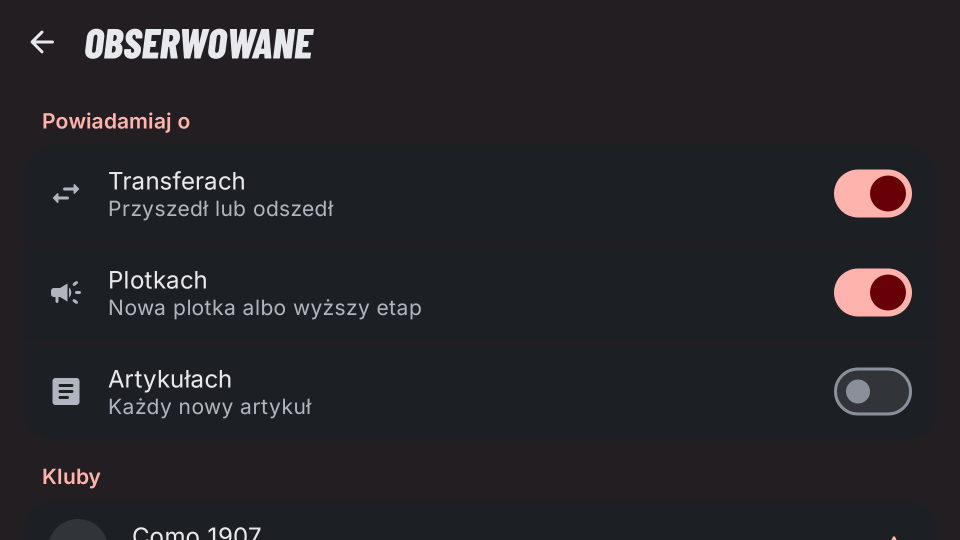 OBSERWOWANE
Powiadamiaj o
Transferach
Przyszedł lub odszedł
Plotkach
Nowa plotka albo wyższy etap
Artykułach
Każdy nowy artykuł
Kluby
Como 1907